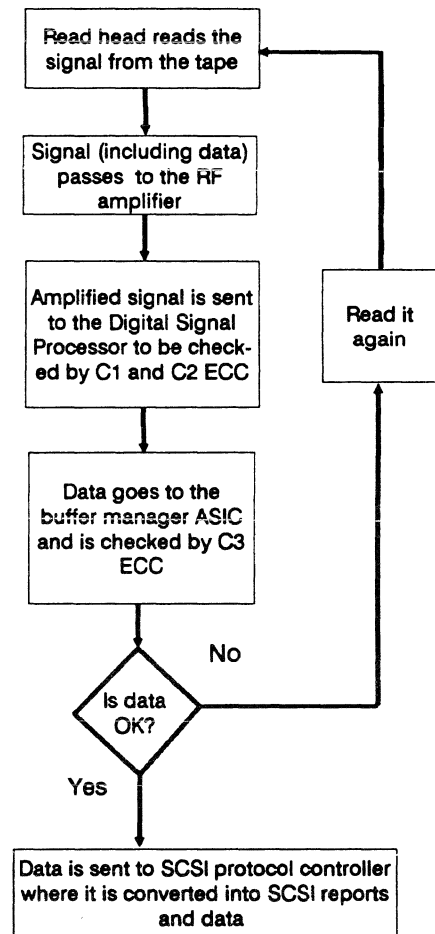 Read head reads the
signal from the tape
Signal (including data)
passes to the RF
amplifier
Amplified signal is sent
to the Digital Signal
Processor to be check-
ed by C1 and C2 ECC
Read it
again
Data goes to the
buffer manager ASIC
and is checked by C3
ECC
No
Is data
OK?
Yes
Data is sent to SCSI protocol controller
where it is converted into SCSI reports
and data